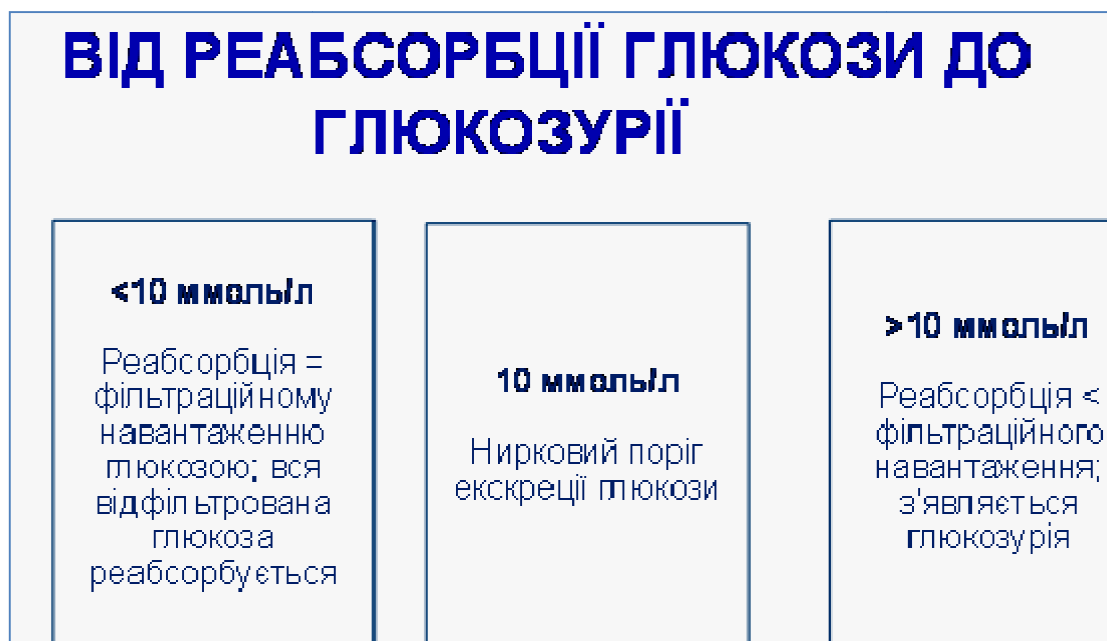 ВІД РЕАБСОРБЦІЇ ГЛЮКОЗИ ДО
ГЛЮКОЗУРІЇ
<10 ммоль/л
Реабсорбція =
фільтраційному
навантаженню
глюкозою; вся
відфільтрована
глюкоза
реабсорбується
10 ммоль/л
Нирковий поріг
екскреції глюкози
>10 ммоль/л
Реабсорбція <
фільтраційного
навантаження;
з'являється
глюкозурія